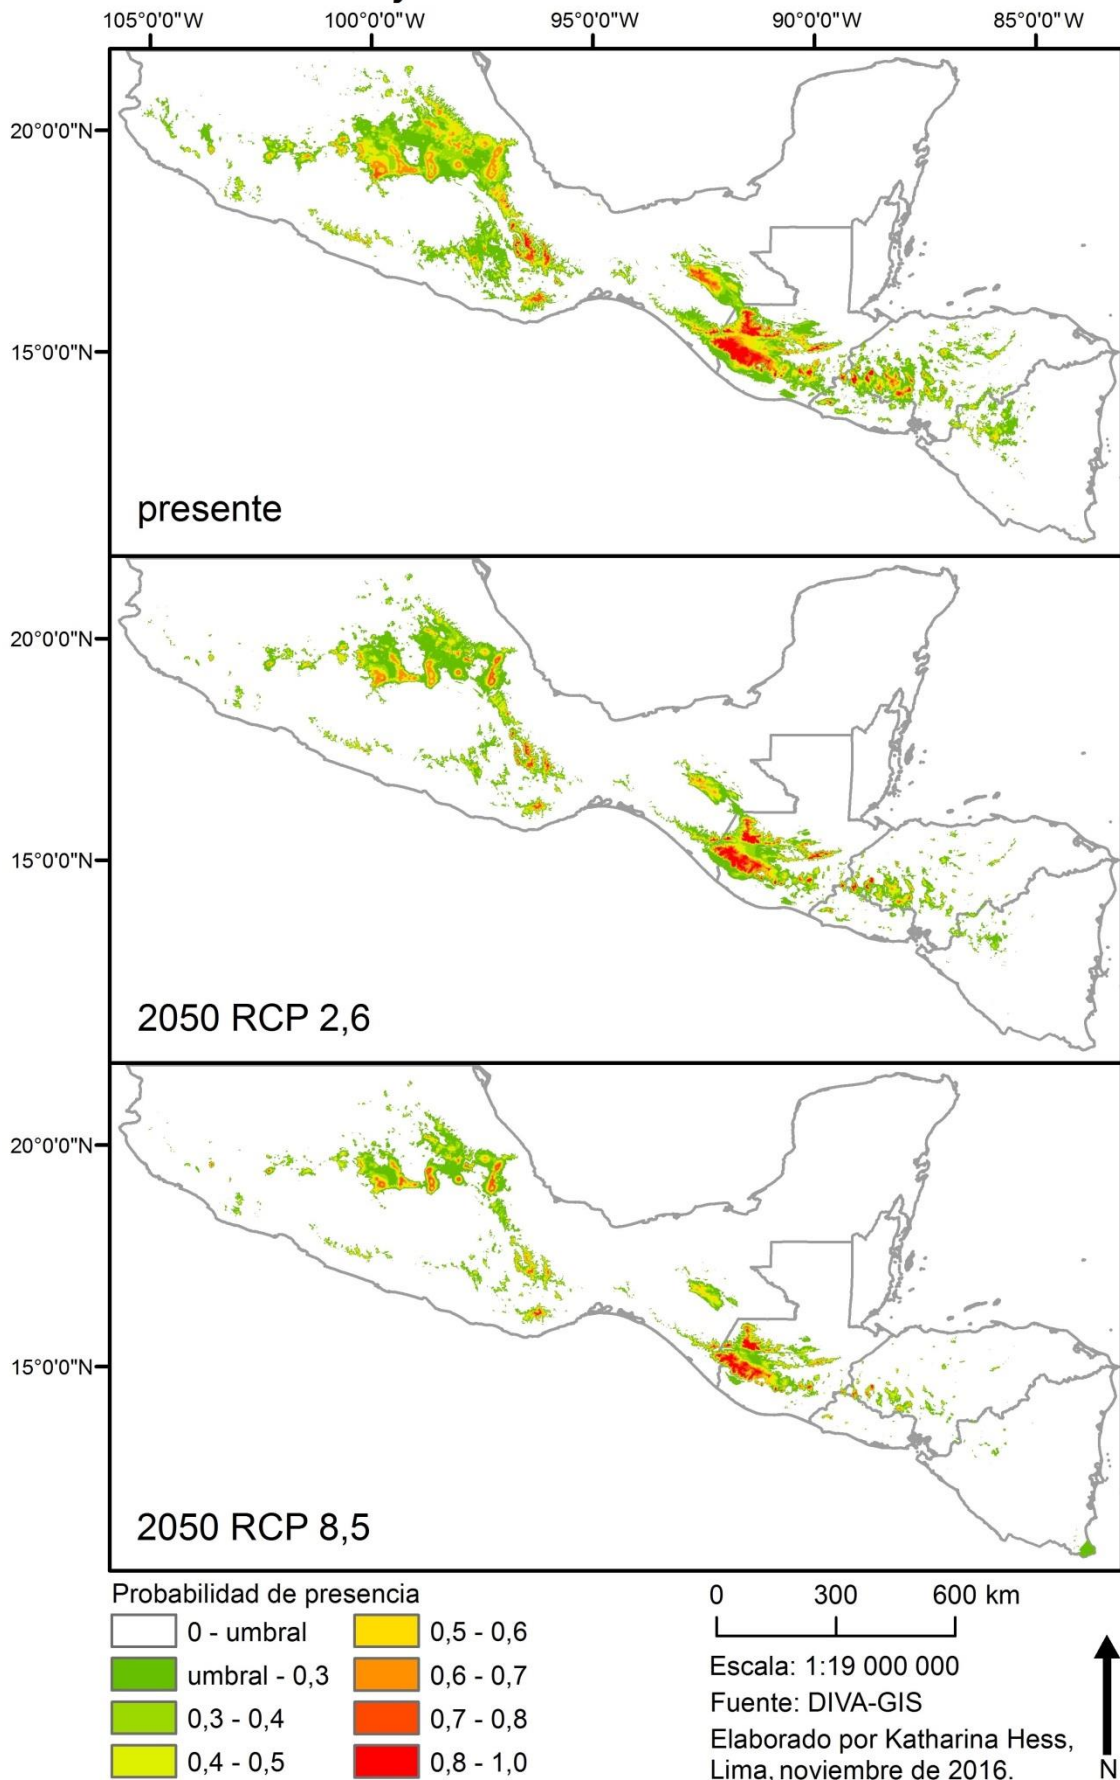 105°0'0"W 100°0'0"W 95°0'0"W 90°0'0"W 85°0'0"W
20°0'0"N
15°0'0"N
presente
20°0'0"N
15°0'0"N
2050 RCP 2,6
20°0'0"N
15°0'0"N
2050 RCP 8,5
Probabilidad de presencia
0 - umbral
umbral - 0,3
0,3 - 0,4
0,4 - 0,5
0,5 - 0,6
0,6 - 0,7
0,7 - 0,8
0,8 - 1,0
0 300 600 km
Escala: 1:19 000 000
Fuente: DIVA-GIS
Elaborado por Katharina Hess,
Lima, noviembre de 2016.
N